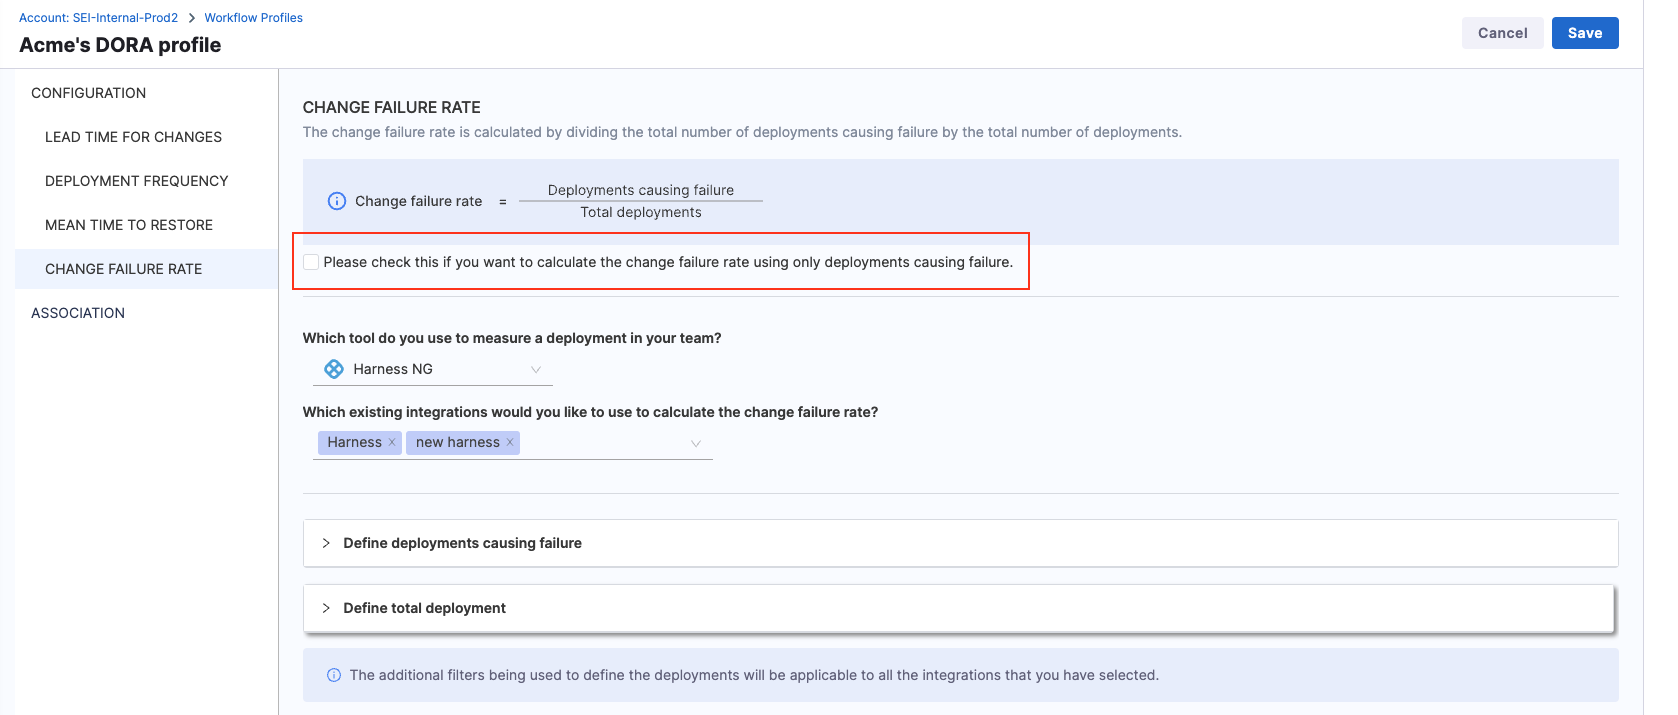 Account: SEI-Internal-Prod2 > Workflow Profiles
Acme's DORA profile
Cancel
Save
CONFIGURATION
LEAD TIME FOR CHANGES
DEPLOYMENT FREQUENCY
MEAN TIME TO RESTORE
CHANGE FAILURE RATE
ASSOCIATION
CHANGE FAILURE RATE
The change failure rate is calculated by dividing the total number of deployments causing failure by the total number of deployments.
Change failure rate =
Deployments causing failure
Total deployments
Please check this if you want to calculate the change failure rate using only deployments causing failure.
Which tool do you use to measure a deployment in your team?
Harness NG
Which existing integrations would you like to use to calculate the change failure rate?
Harness × new harness ×
Define deployments causing failure
Define total deployment
The additional filters being used to define the deployments will be applicable to all the integrations that you have selected.